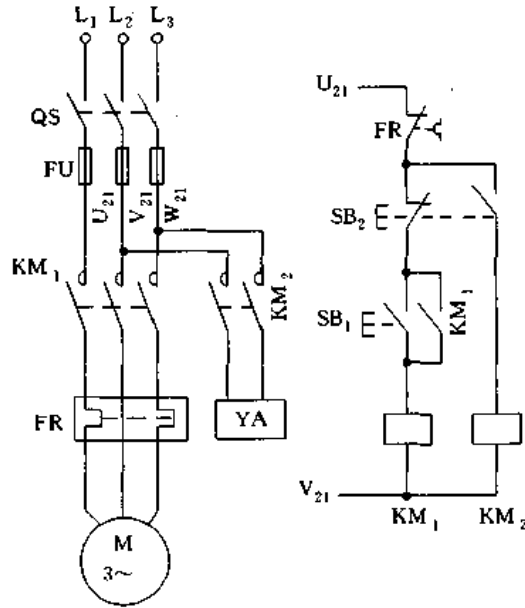 L₁ L₂ L₃
QS
FU
U₂₁
V₂₁
W₂₁
KM₁
KM₂
FR
YA
M
3~
U₂₁
FR
SB₂
SB₁
KM₁
V₂₁
KM₁ KM₂